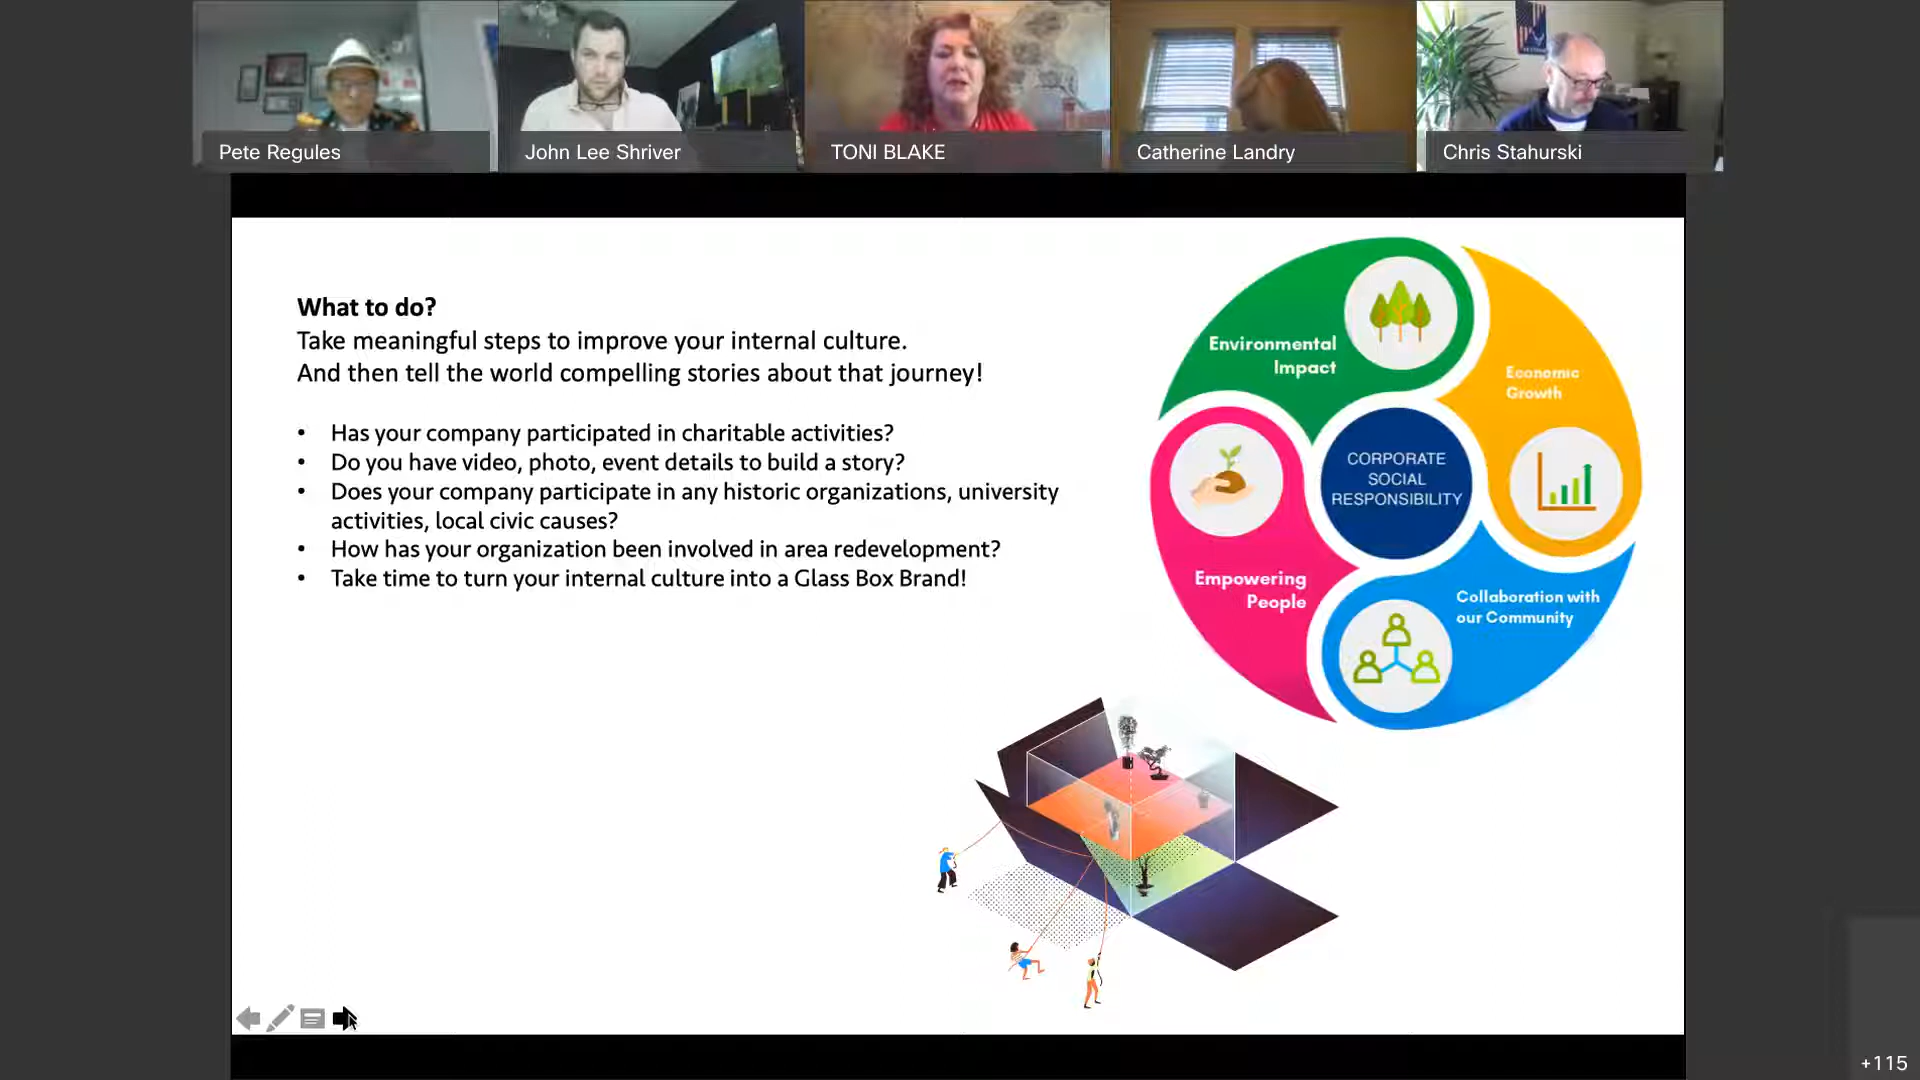 Pete Regules
John Lee Shriver
TONI BLAKE
Catherine Landry
Chris Stahurski
What to do?
Take meaningful steps to improve your internal culture.
And then tell the world compelling stories about that journey!
• Has your company participated in charitable activities?
• Do you have video, photo, event details to build a story?
• Does your company participate in any historic organizations, university
activities, local civic causes?
• How has your organization been involved in area redevelopment?
• Take time to turn your internal culture into a Glass Box Brand!
Environmental
Impact
Economic
Growth
CORPORATE
SOCIAL
RESPONSIBILITY
Empowering
People
Collaboration with
our Community
+115